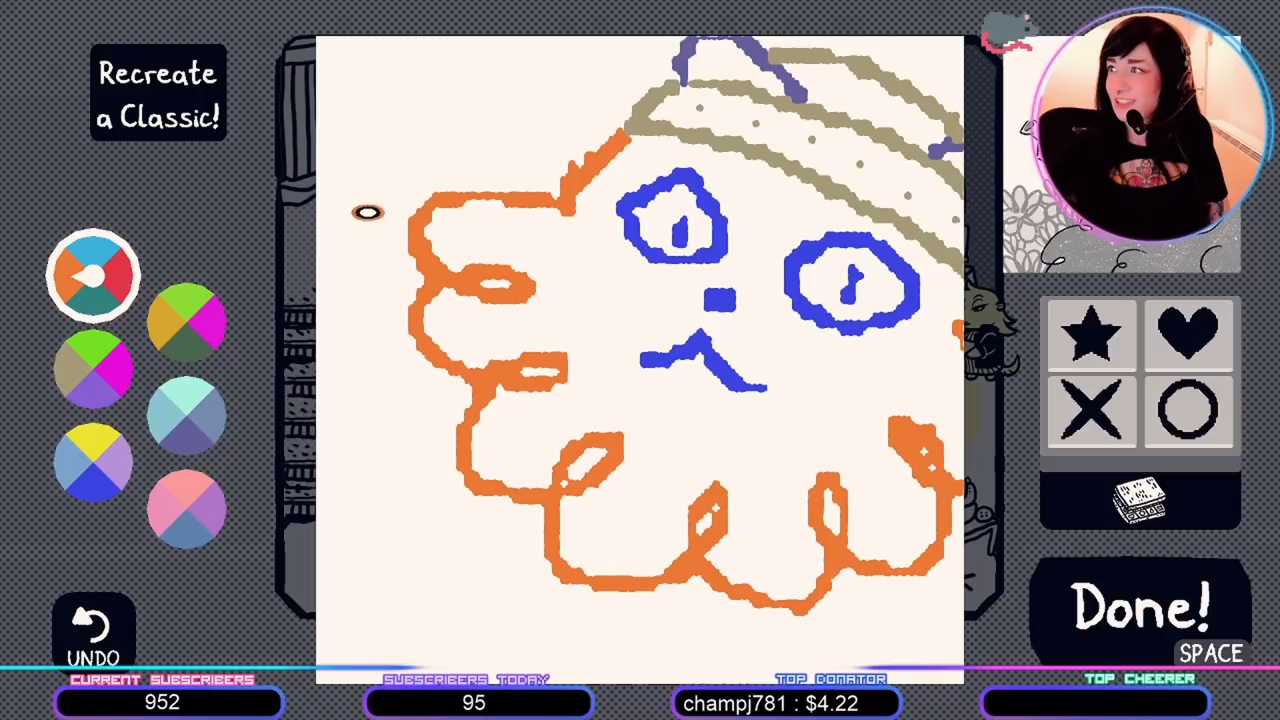 Recreate
a Classic!
UNDO
Done!
SPACE
CURRENT SUBSCRIBERS
952
SUBSCRIBERS TODAY
95
TOP DONATOR
champj781 : $4.22
TOP CHEERER